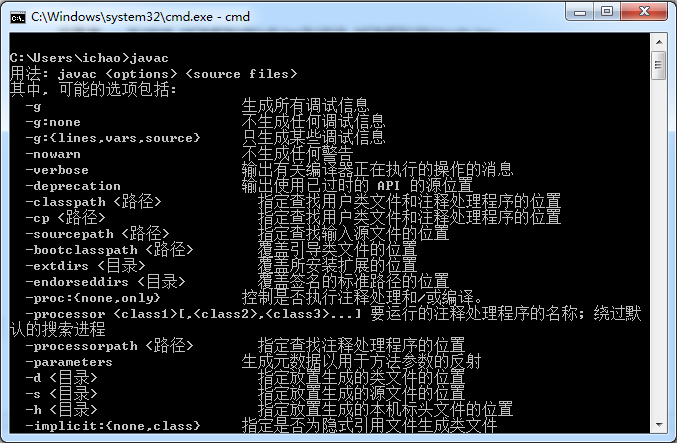 C:\Windows\system32\cmd.exe - cmd
C:\Users\ichao>javac
用法: javac <options> <source files>
其中, 可能的选项包括:
-g 生成所有调试信息
-g:none 不生成任何调试信息
-g:{lines,vars,source} 只生成某些调试信息
-nowarn 不生成任何警告
-verbose 输出有关编译器正在执行的操作的消息
-deprecation 输出使用已过时的 API 的源位置
-classpath <路径> 指定查找用户类文件和注释处理程序的位置
-cp <路径> 指定查找用户类文件和注释处理程序的位置
-sourcepath <路径> 指定查找输入源文件的位置
-bootclasspath <路径> 覆盖引导类文件的位置
-extdirs <目录> 覆盖所安装扩展的位置
-endorseddirs <目录> 覆盖签名的标准路径的位置
-proc:{none,only} 控制是否执行注释处理和/或编译。
-processor <class1>[,<class2>,<class3>...] 要运行的注释处理程序的名称; 绕过默
认的搜索进程
-processorpath <路径> 指定查找注释处理程序的位置
-parameters 生成元数据以用于方法参数的反射
-d <目录> 指定放置生成的类文件的位置
-s <目录> 指定放置生成的源文件的位置
-h <目录> 指定放置生成的本机标头文件的位置
-implicit:{none,class} 指定是否为隐式引用文件生成类文件